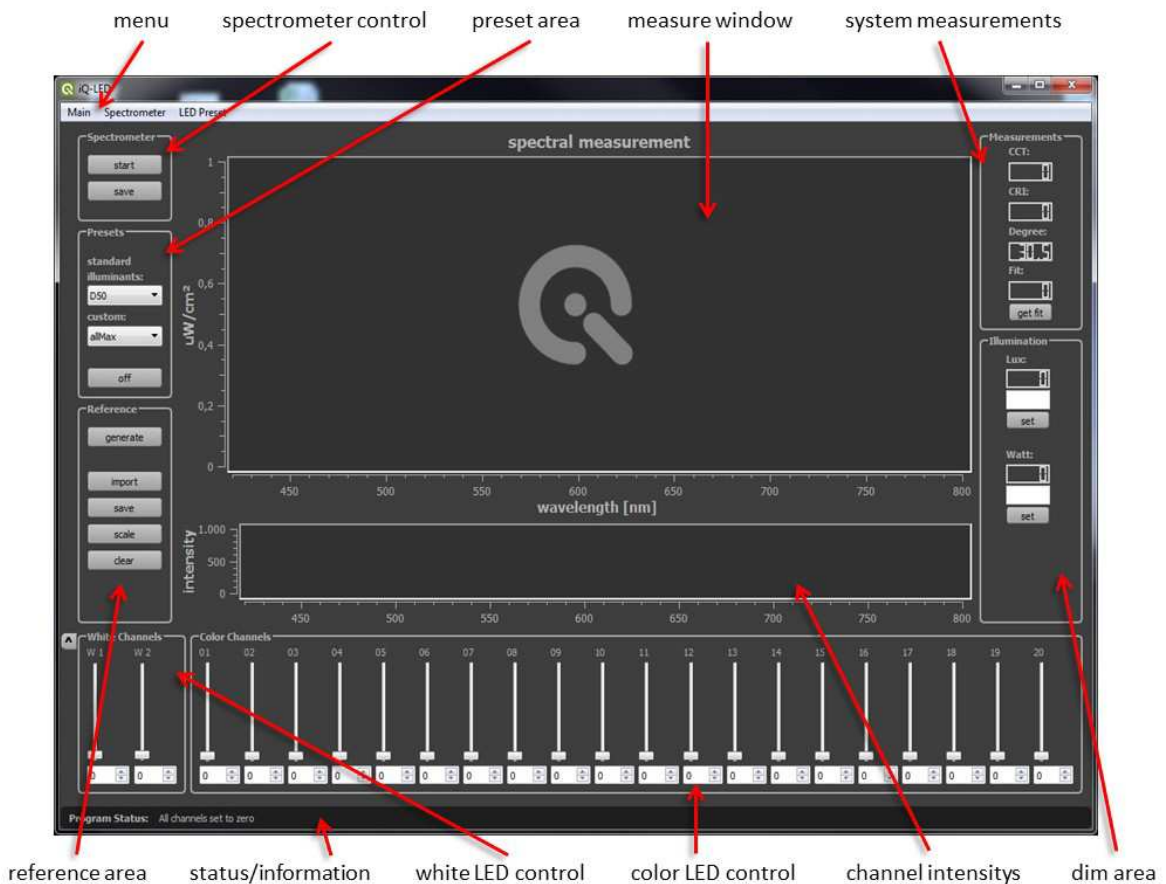 menu spectrometer control preset area measure window system measurements
iQ-LED
Main Spectrometer LED Preset
Spectrometer
start
save
Presets
standard
illuminants:
D50
custom:
allMax
off
Reference
generate
import
save
scale
clear
spectral measurement
uW/cm²
1
0,8
0,6
0,4
0,2
0
450 500 550 600 650 700 750 800
wavelength [nm]
intensity
1.000
500
0
450 500 550 600 650 700 750 800
Measurements
CCT:
0
CRI:
0
Degree:
30.5
Fit:
0
get fit
Illumination
Lux:
0
set
Watt:
0
set
^
White Channels
W 1 W 2
0 0
Color Channels
01 02 03 04 05 06 07 08 09 10 11 12 13 14 15 16 17 18 19 20
0 0 0 0 0 0 0 0 0 0 0 0 0 0 0 0 0 0 0 0
Program Status: All channels set to zero
reference area status/information white LED control color LED control channel intensitys dim area